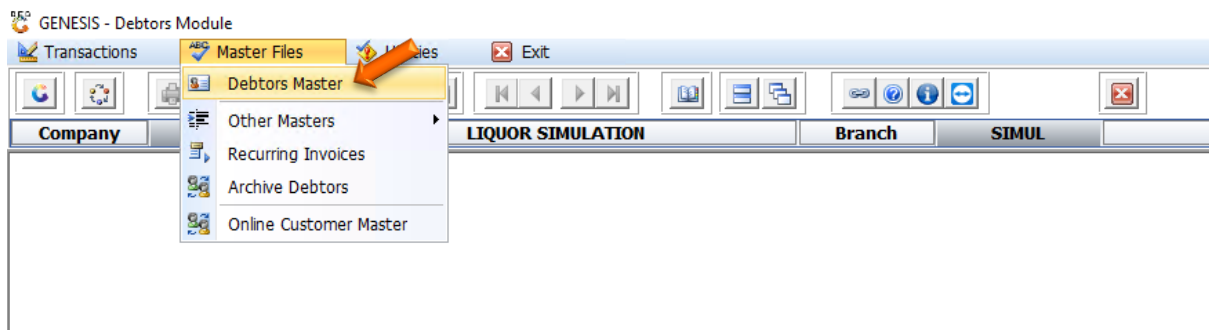 GENESIS - Debtors Module
Transactions Master Files Exit
Debtors Master
Company LIQUOR SIMULATION Branch SIMUL
Other Masters
Recurring Invoices
Archive Debtors
Online Customer Master